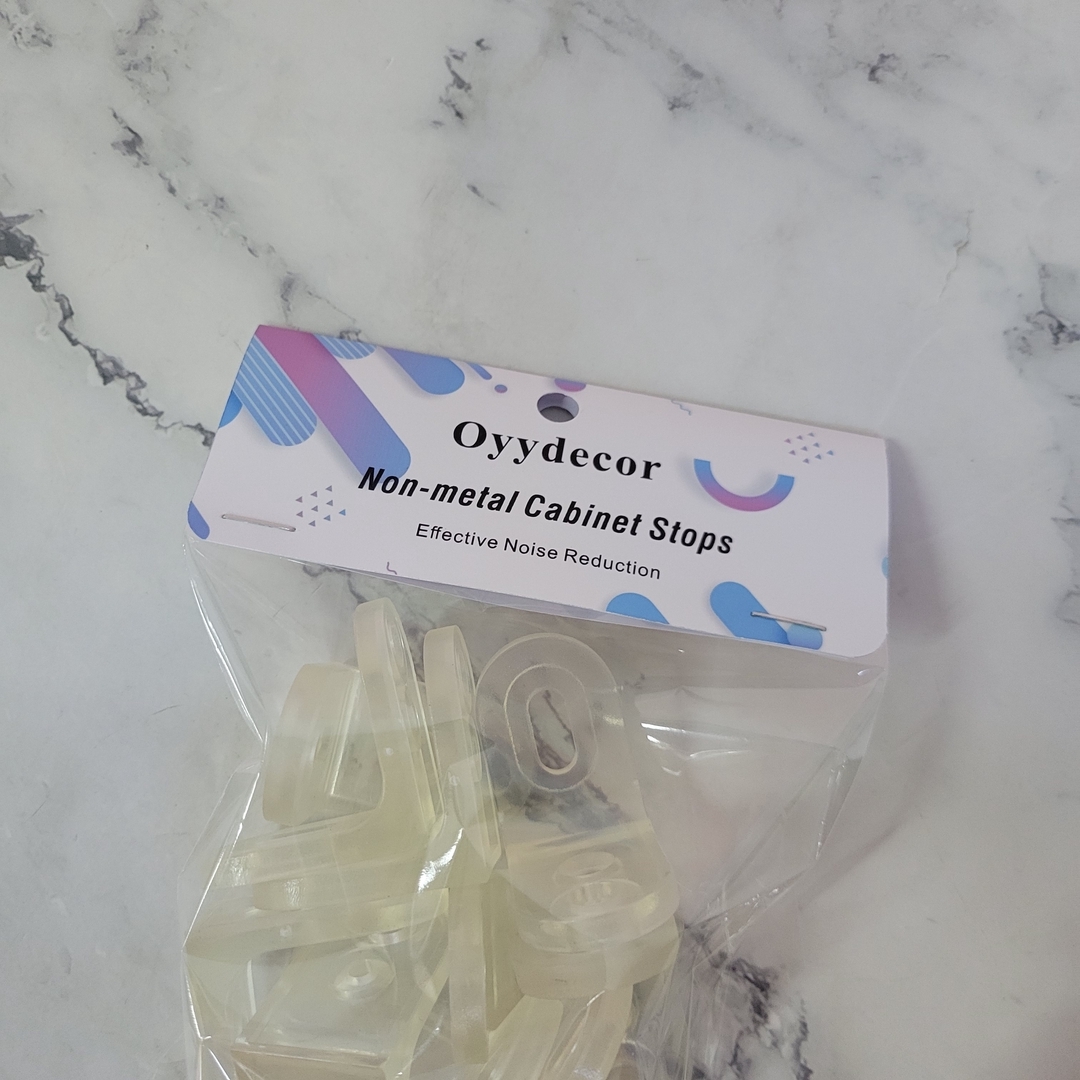 Oyydecor
Non-metal Cabinet Stops
Effective Noise Reduction